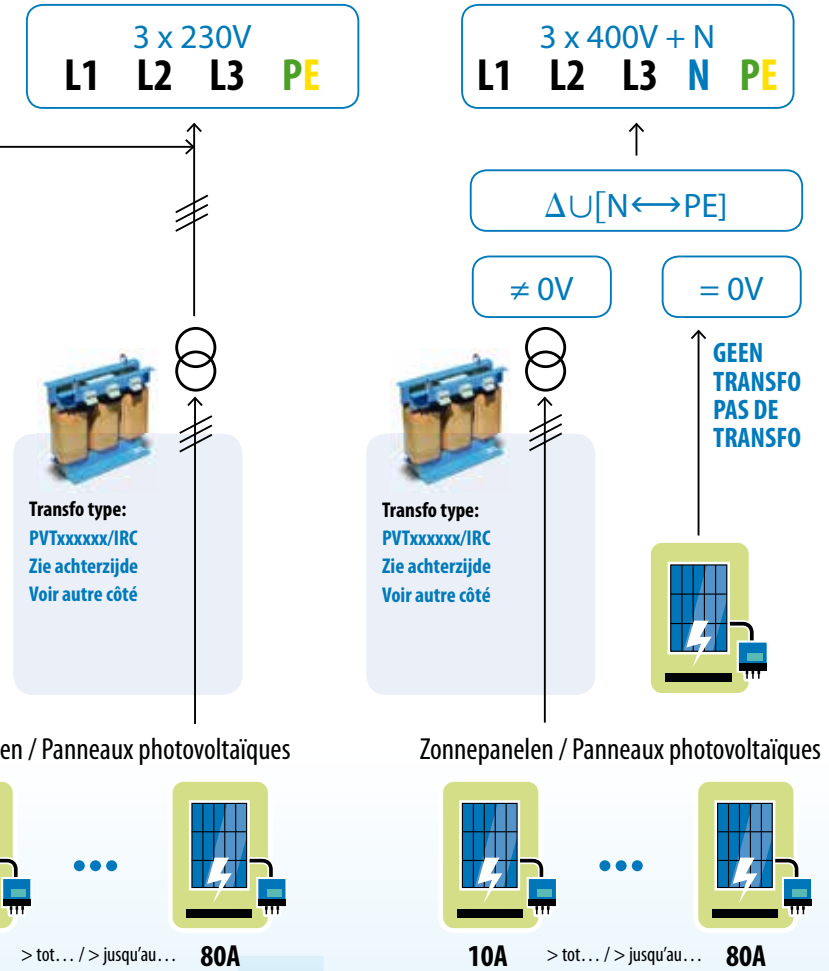 3 x 230V
L1 L2 L3 PE
3 x 400V + N
L1 L2 L3 N PE
Δ∪[N⟷PE]
≠ 0V
= 0V
GEEN
TRANSFO
PAS DE
TRANSFO
Transfo type:
PVTxxxxxx/IRC
Zie achterzijde
Voir autre côté
Transfo type:
PVTxxxxxx/IRC
Zie achterzijde
Voir autre côté
en / Panneaux photovoltaïques
Zonnepanelen / Panneaux photovoltaïques
> tot… / > jusqu'au… 80A
10A > tot… / > jusqu'au… 80A